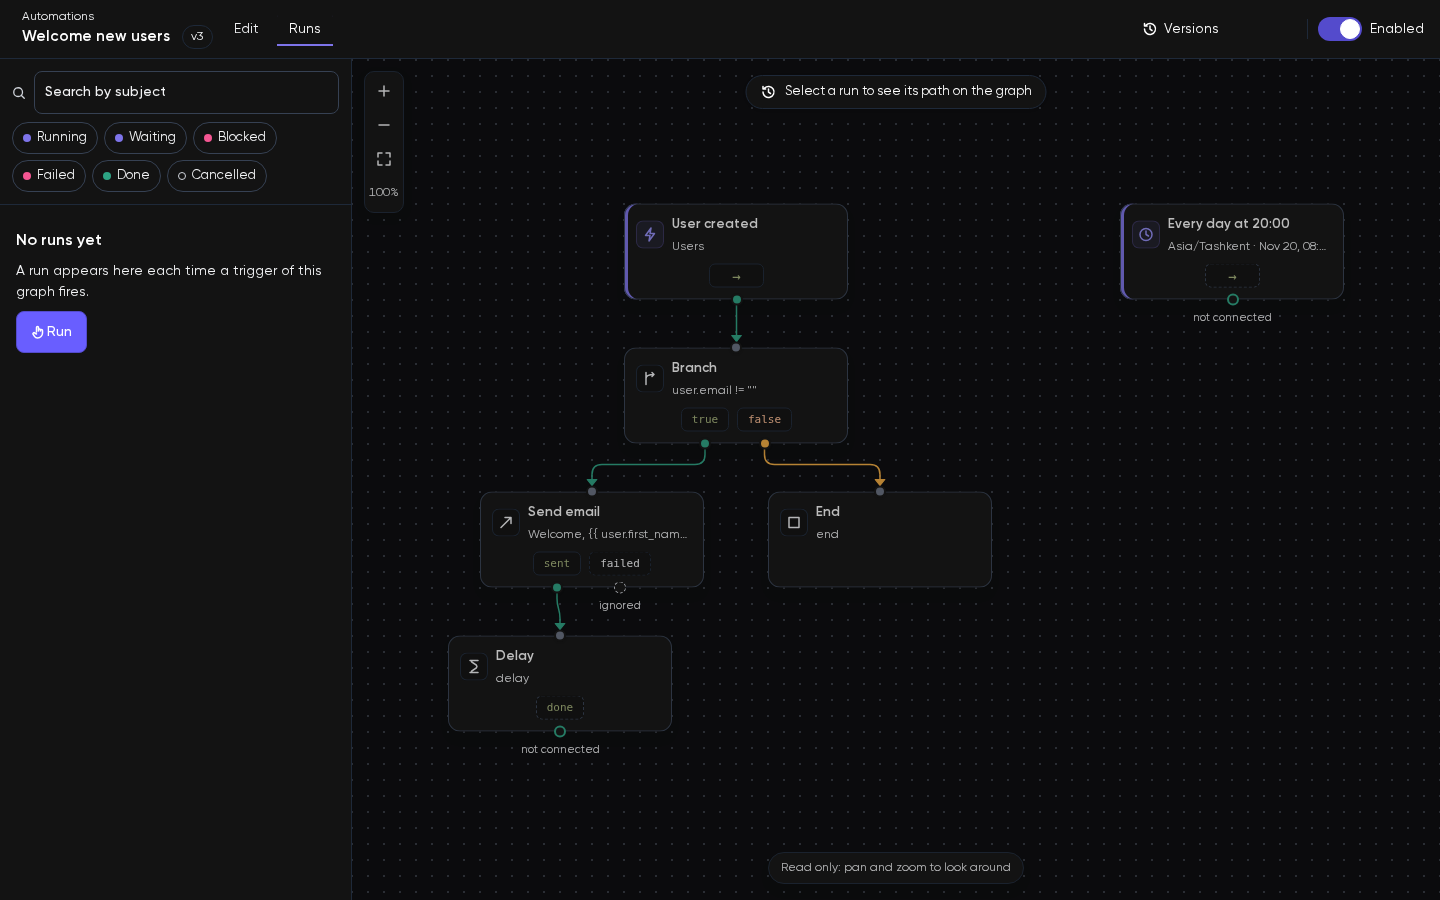 Automations
Welcome new users
v3
Edit
Runs
Versions
Enabled
Search by subject
Running
Waiting
Blocked
Failed
Done
Cancelled
No runs yet
A run appears here each time a trigger of this
graph fires.
Run
100%
Select a run to see its path on the graph
User created
Users
→
Every day at 20:00
Asia/Tashkent · Nov 20, 08:...
→
not connected
Branch
user.email != ""
true
false
Send email
Welcome, {{ user.first_nam...
sent
failed
ignored
End
end
Delay
delay
done
not connected
Read only: pan and zoom to look around